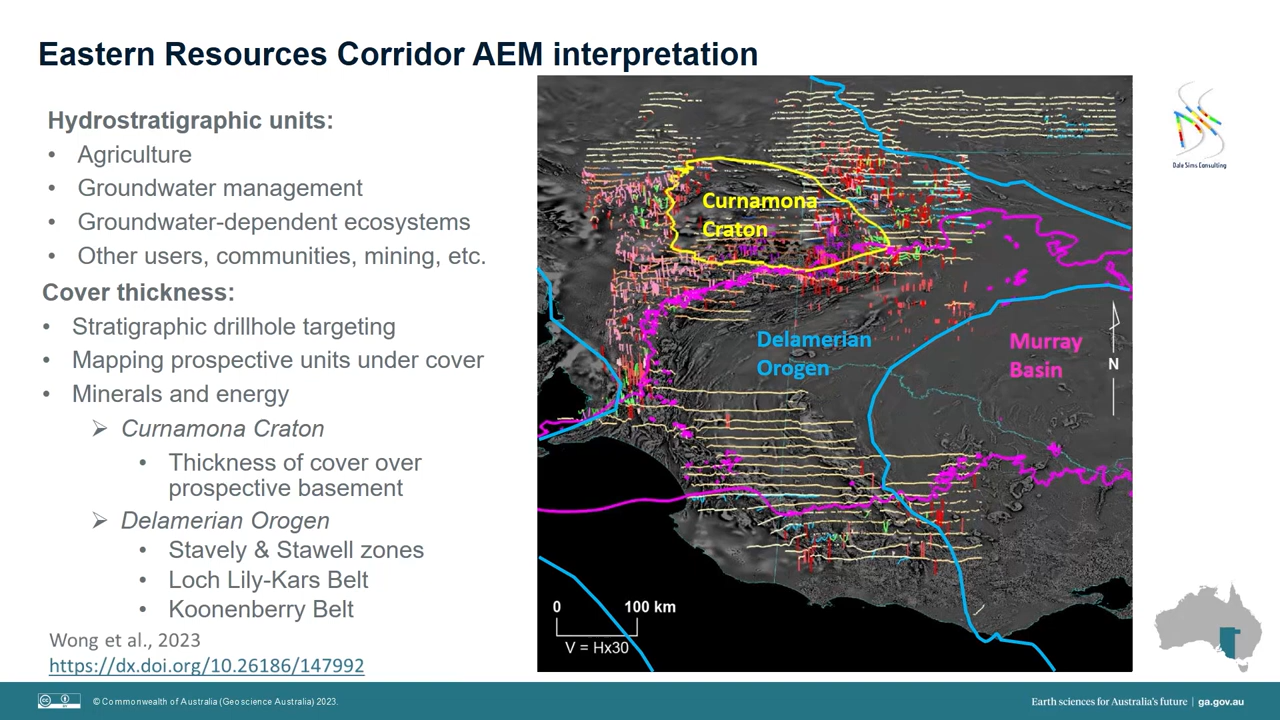 Eastern Resources Corridor AEM interpretation
Hydrostratigraphic units:
• Agriculture
• Groundwater management
• Groundwater-dependent ecosystems
• Other users, communities, mining, etc.
Cover thickness:
• Stratigraphic drillhole targeting
• Mapping prospective units under cover
• Minerals and energy
➢ Curnamona Craton
• Thickness of cover over
prospective basement
➢ Delamerian Orogen
• Stavely & Stawell zones
• Loch Lily-Kars Belt
• Koonenberry Belt
Wong et al., 2023
https://dx.doi.org/10.26186/147992
Curnamona
Craton
Delamerian
Orogen
Murray
Basin
N
0 100 km
V = Hx30
Dale Sims Consulting
cc BY
© Commonwealth of Australia (Geoscience Australia) 2023.
Earth sciences for Australia's future | ga.gov.au